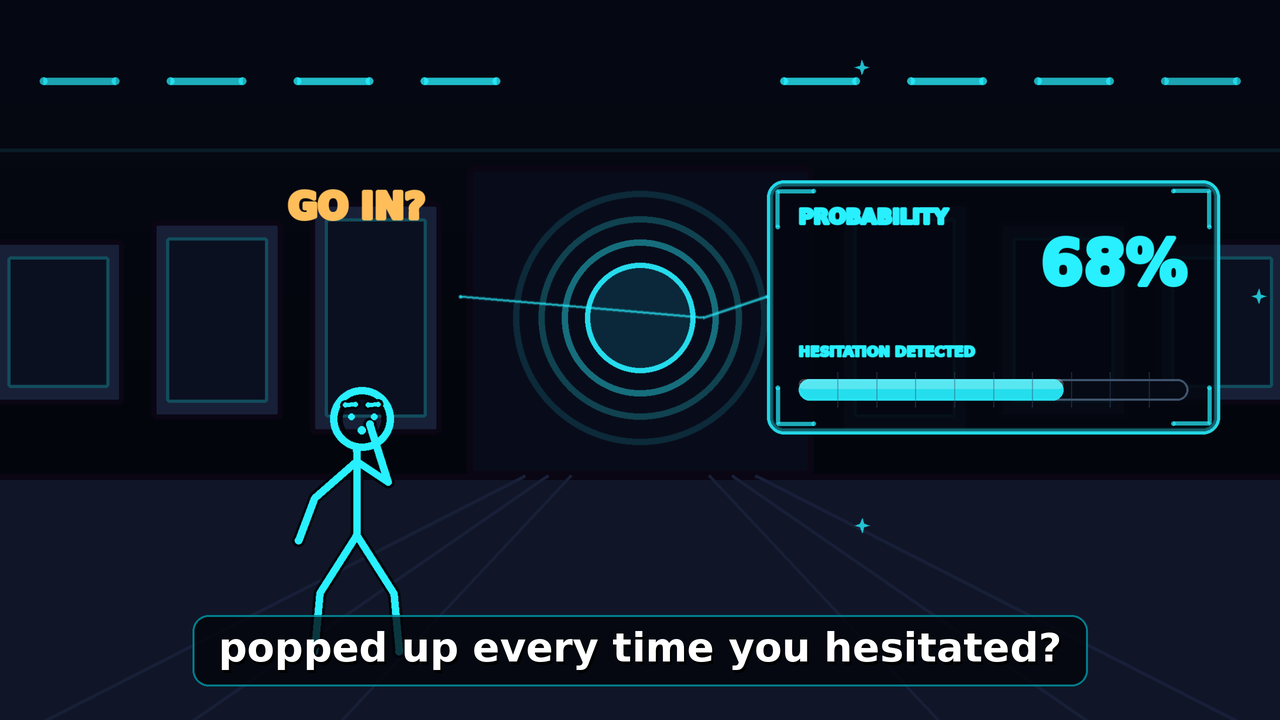 GO IN?
PROBABILITY
68%
HESITATION DETECTED
popped up every time you hesitated?